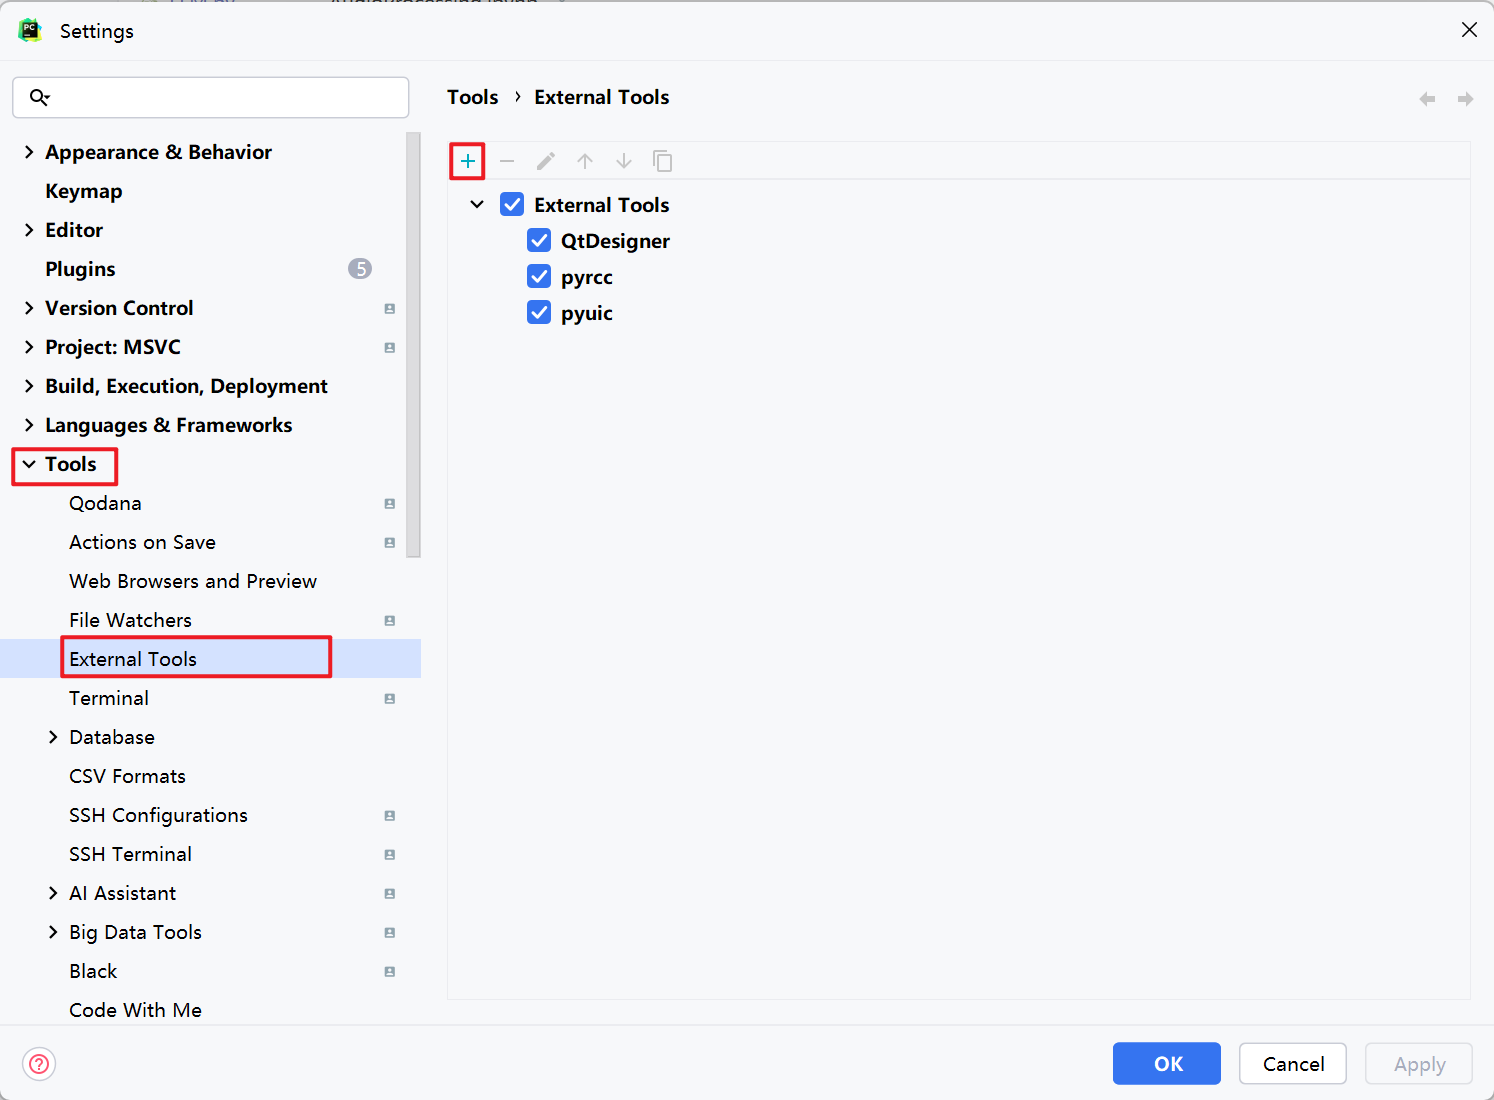 Settings
Tools › External Tools
Appearance & Behavior
Keymap
Editor
Plugins 5
Version Control
Project: MSVC
Build, Execution, Deployment
Languages & Frameworks
Tools
Qodana
Actions on Save
Web Browsers and Preview
File Watchers
External Tools
Terminal
Database
CSV Formats
SSH Configurations
SSH Terminal
AI Assistant
Big Data Tools
Black
Code With Me
External Tools
QtDesigner
pyrcc
pyuic
? OK Cancel Apply